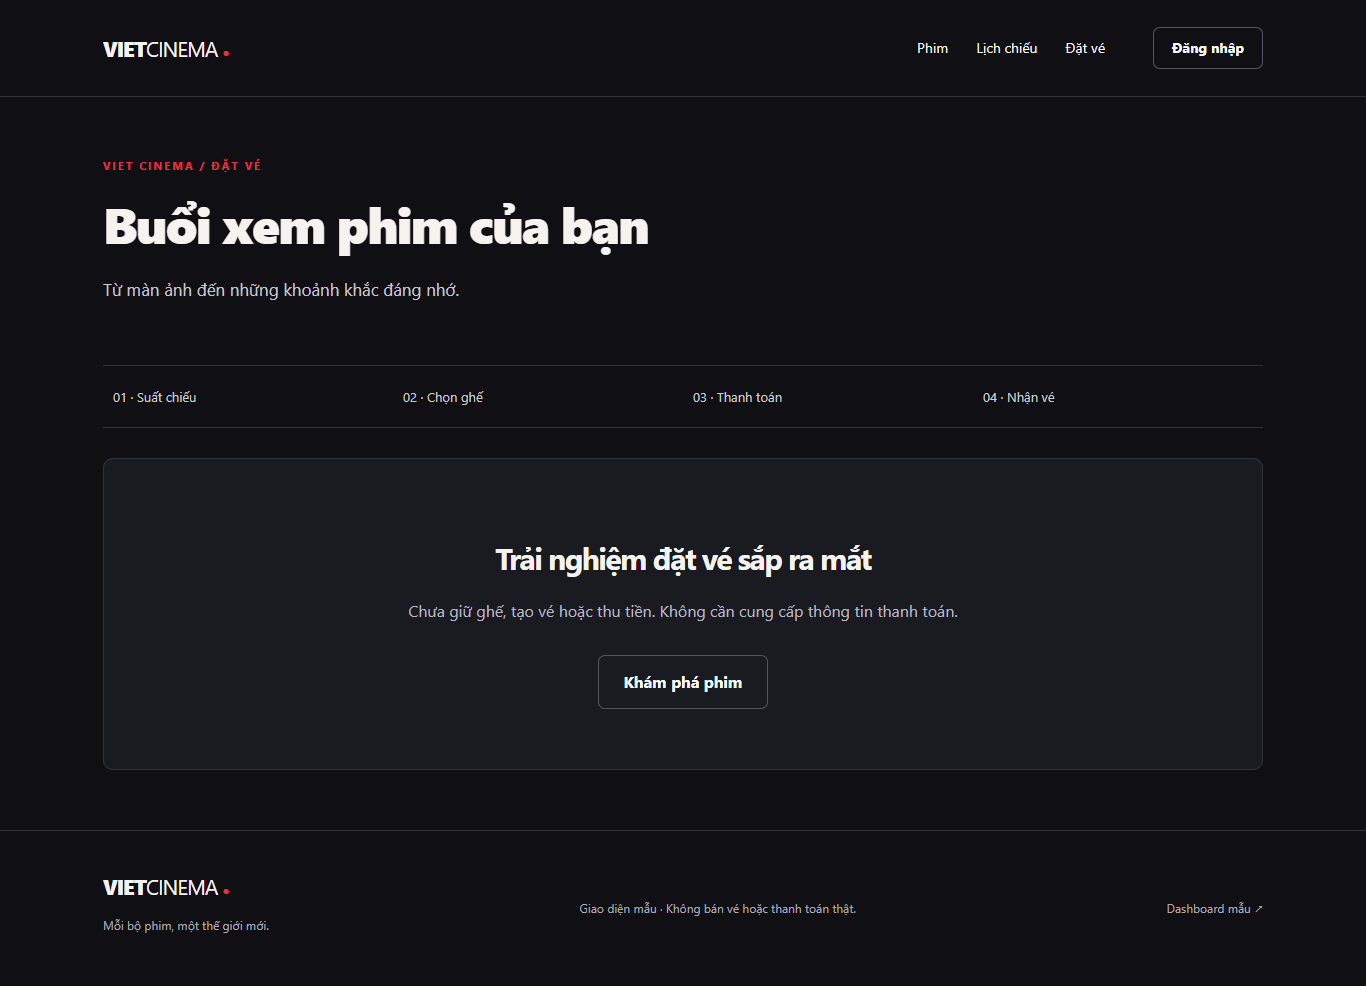 VIETCINEMA.
Phim
Lịch chiếu
Đặt vé
Đăng nhập
VIET CINEMA / ĐẶT VÉ
Buổi xem phim của bạn
Từ màn ảnh đến những khoảnh khắc đáng nhớ.
01 · Suất chiếu
02 · Chọn ghế
03 · Thanh toán
04 · Nhận vé
Trải nghiệm đặt vé sắp ra mắt
Chưa giữ ghế, tạo vé hoặc thu tiền. Không cần cung cấp thông tin thanh toán.
Khám phá phim
VIETCINEMA.
Mỗi bộ phim, một thế giới mới.
Giao diện mẫu · Không bán vé hoặc thanh toán thật.
Dashboard mẫu ↗